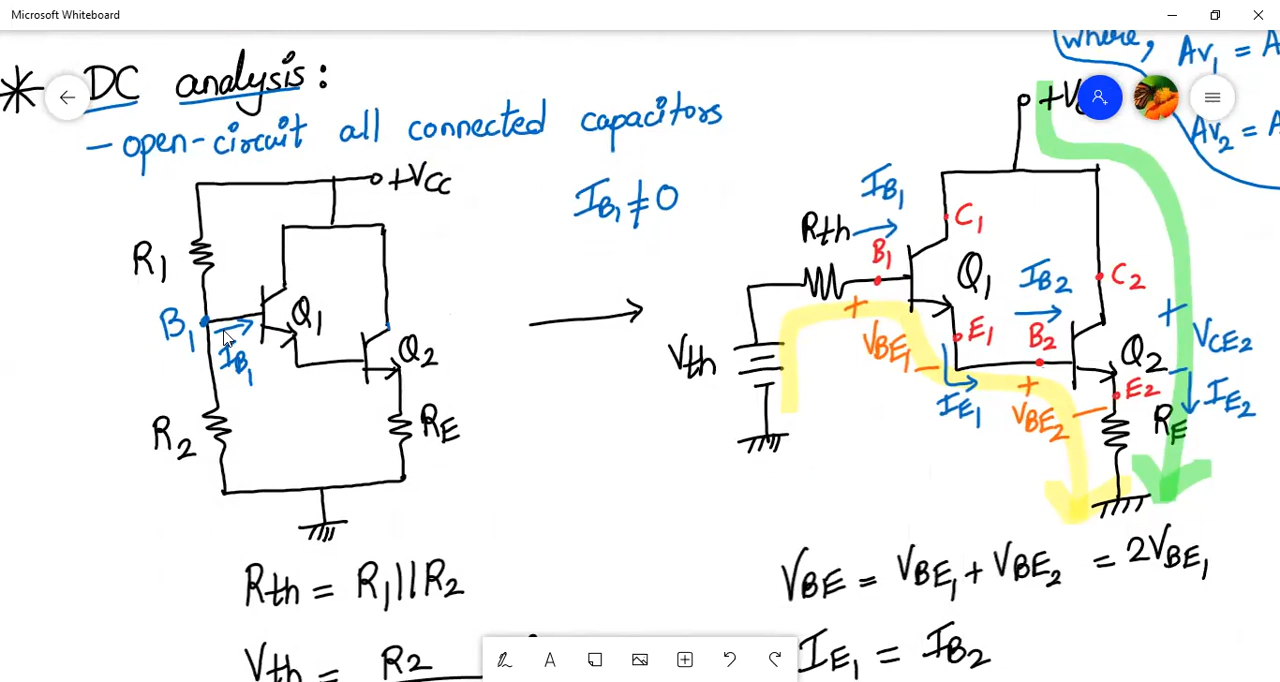 Microsoft Whiteboard
* DC analysis:
– open-circuit all connected capacitors
where, Av1 = A
Av2 = A
+VCC
IB1 ≠ 0
R1
B1
IB1
Q1
Q2
R2
RE
+V
IB1
Rth
B1
C1
Q1
IB2
C2
+
VBE1
–
E1
B2
Vth
IE1
+
VBE2
–
Q2
E2
RE
+
VCE2
–
IE2
Rth = R1||R2
VBE = VBE1 + VBE2 = 2VBE1
Vth = R2
IE1 = IB2
A